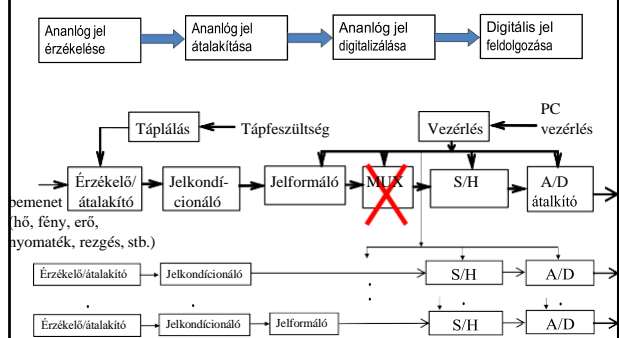 Ananlóg jel
érzékelése
Ananlóg jel
átalakítása
Ananlóg jel
digitalizálása
Digitális jel
feldolgozása
Táplálás
Tápfeszültség
Vezérlés
PC
vezérlés
Érzékelő/
átalakító
Jelkondí-
cionáló
Jelformáló
MUX
S/H
A/D
átalkító
bemenet
(hő, fény, erő,
nyomaték, rezgés, stb.)
Érzékelő/átalakító
Jelkondícionáló
S/H
A/D
Érzékelő/átalakító
Jelkondícionáló
Jelformáló
S/H
A/D